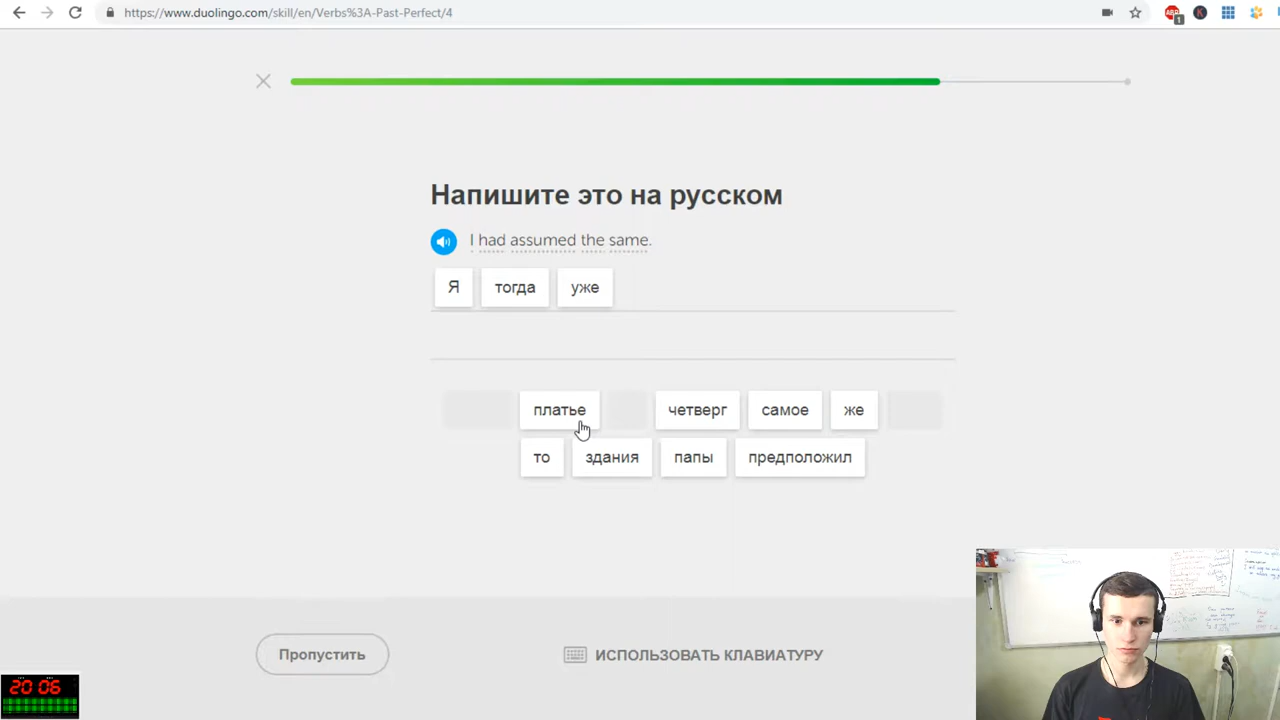 https://www.duolingo.com/skill/en/Verbs%3A-Past-Perfect/4
Напишите это на русском
I had assumed the same.
Я тогда уже
платье четверг самое же
то здания папы предположил
Пропустить
ИСПОЛЬЗОВАТЬ КЛАВИАТУРУ
20 06